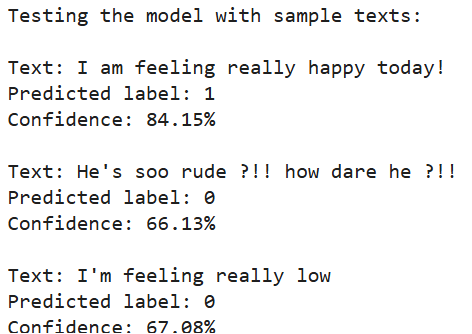 Testing the model with sample texts:
Text: I am feeling really happy today!
Predicted label: 1
Confidence: 84.15%
Text: He's soo rude ?!! how dare he ?!!
Predicted label: 0
Confidence: 66.13%
Text: I'm feeling really low
Predicted label: 0
Confidence: 67.08%